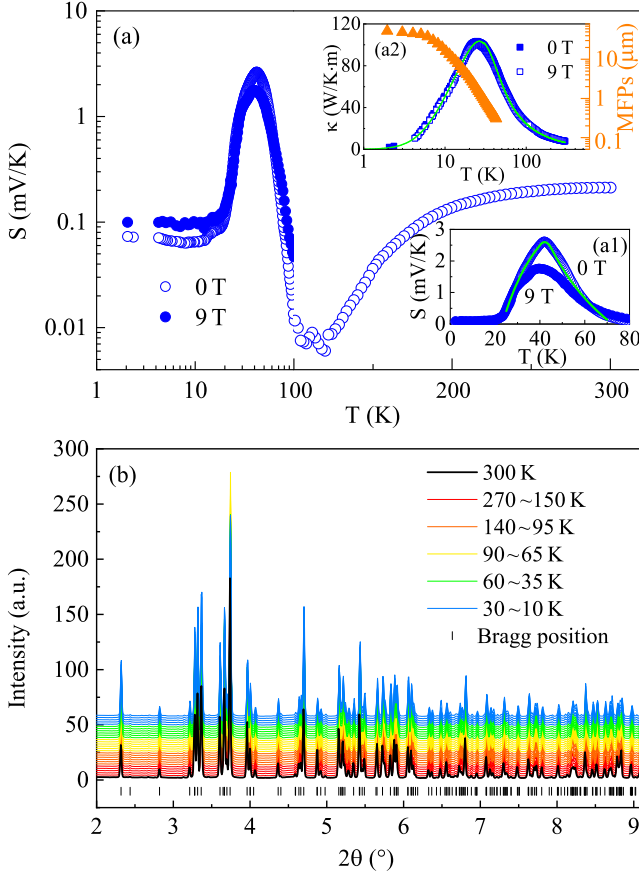 (a)
S (mV/K)
10
1
0.1
0.01
1
10
100
200
300
T (K)
0 T
9 T
(a2)
κ (W/K·m)
120
80
40
0
1
10
100
T (K)
0 T
9 T
MFPs (μm)
10
1
0.1
(a1)
S (mV/K)
3
2
1
0
0
20
40
60
80
T (K)
0 T
9 T
(b)
Intensity (a.u.)
300
250
200
150
100
50
0
2
3
4
5
6
7
8
9
2θ (°)
300 K
270~150 K
140~95 K
90~65 K
60~35 K
30~10 K
Bragg position